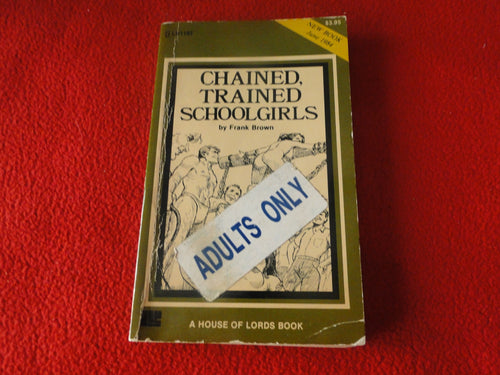 $3.95
NEW BOOK
June 1984
CHAINED,
TRAINED
SCHOOLGIRLS
by Frank Brown
ADULTS ONLY
A HOUSE OF LORDS BOOK